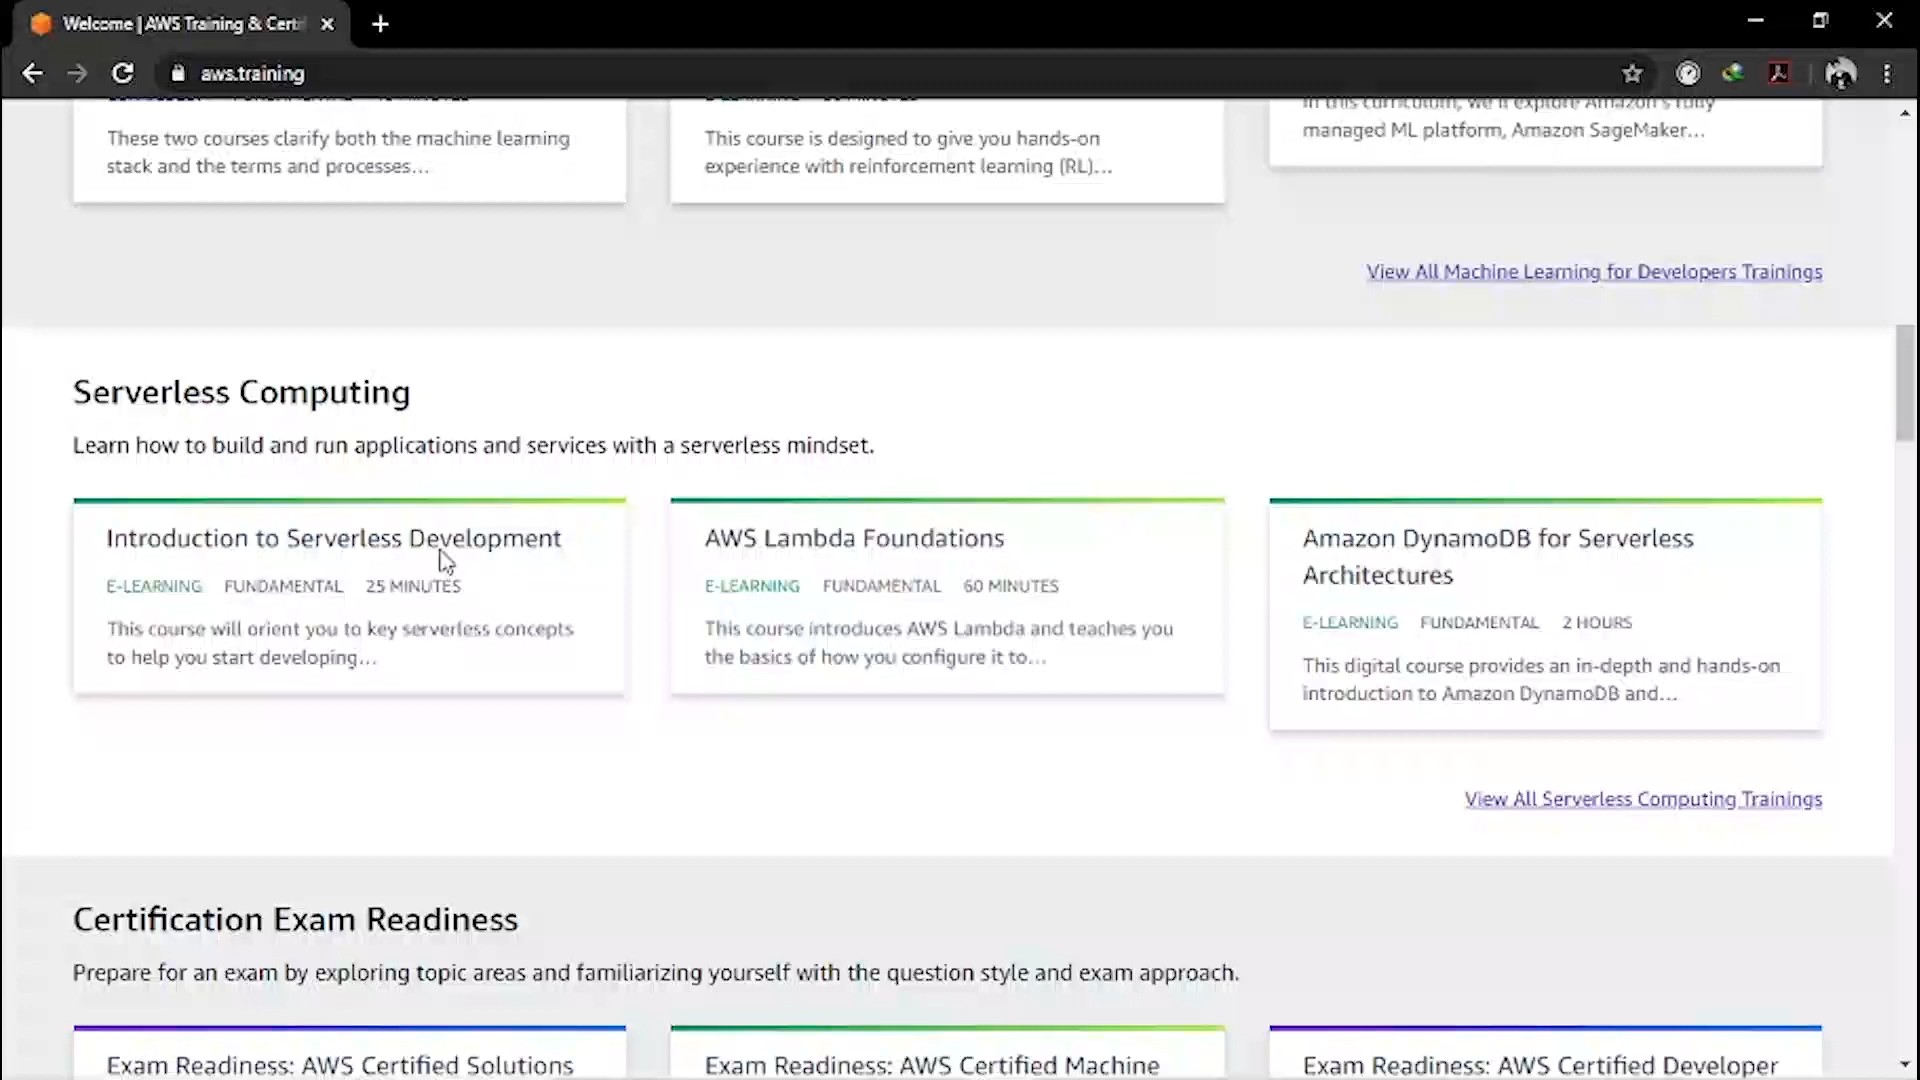 Welcome | AWS Training & Cert
aws.training
These two courses clarify both the machine learning
stack and the terms and processes...
This course is designed to give you hands-on
experience with reinforcement learning (RL)...
In this curriculum, we'll explore Amazon's fully
managed ML platform, Amazon SageMaker...
View All Machine Learning for Developers Trainings
Serverless Computing
Learn how to build and run applications and services with a serverless mindset.
Introduction to Serverless Development
E-LEARNING FUNDAMENTAL 25 MINUTES
This course will orient you to key serverless concepts
to help you start developing...
AWS Lambda Foundations
E-LEARNING FUNDAMENTAL 60 MINUTES
This course introduces AWS Lambda and teaches you
the basics of how you configure it to...
Amazon DynamoDB for Serverless
Architectures
E-LEARNING FUNDAMENTAL 2 HOURS
This digital course provides an in-depth and hands-on
introduction to Amazon DynamoDB and...
View All Serverless Computing Trainings
Certification Exam Readiness
Prepare for an exam by exploring topic areas and familiarizing yourself with the question style and exam approach.
Exam Readiness: AWS Certified Solutions
Exam Readiness: AWS Certified Machine
Exam Readiness: AWS Certified Developer